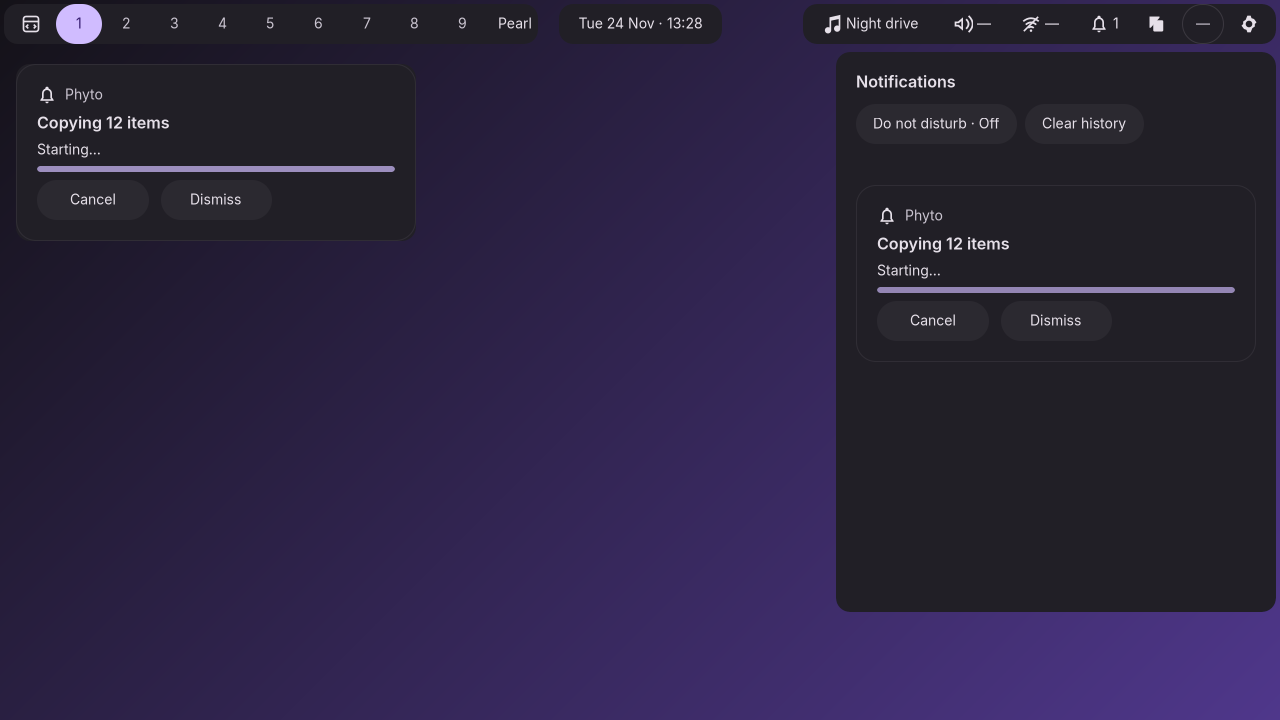 1 2 3 4 5 6 7 8 9 Pearl
Tue 24 Nov · 13:28
Night drive — — 1 —
Phyto
Copying 12 items
Starting...
Cancel Dismiss
Notifications
Do not disturb · Off Clear history
Phyto
Copying 12 items
Starting...
Cancel Dismiss